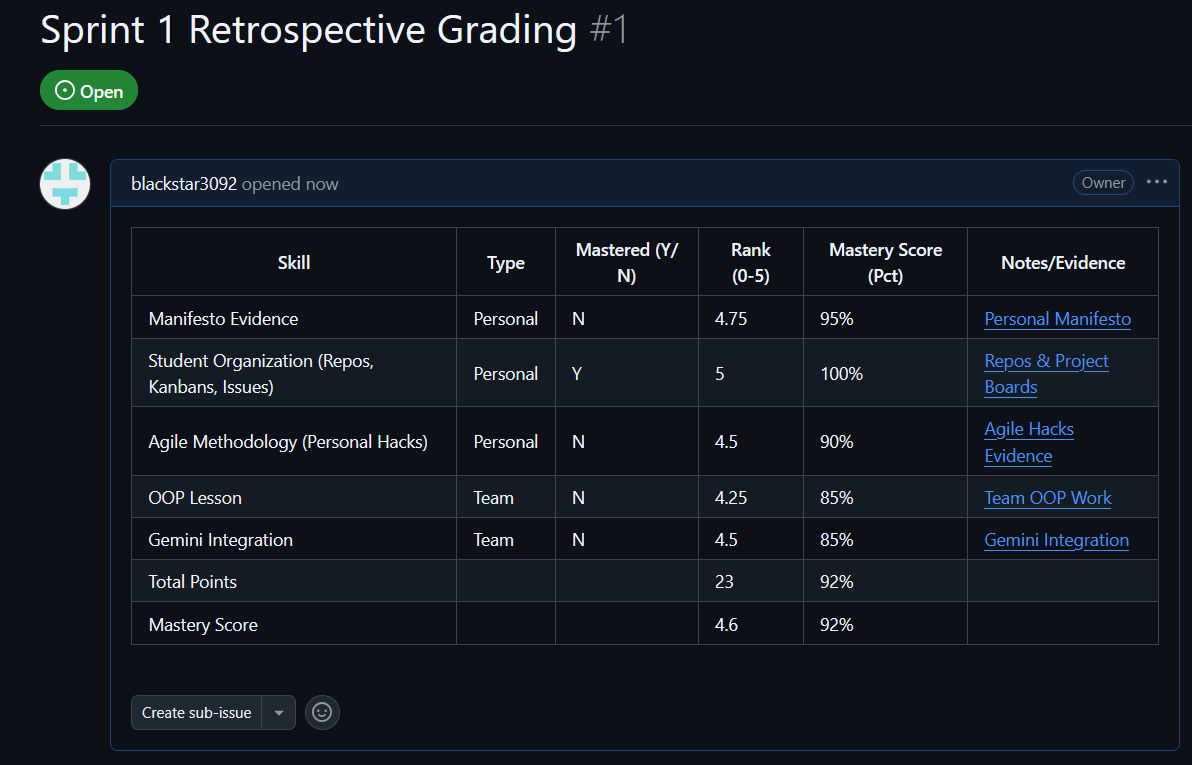 Sprint 1 Retrospective Grading #1
Open
blackstar3092 opened now
Owner
Skill Type Mastered (Y/N) Rank (0-5) Mastery Score (Pct) Notes/Evidence
Manifesto Evidence Personal N 4.75 95% Personal Manifesto
Student Organization (Repos, Kanbans, Issues) Personal Y 5 100% Repos & Project Boards
Agile Methodology (Personal Hacks) Personal N 4.5 90% Agile Hacks Evidence
OOP Lesson Team N 4.25 85% Team OOP Work
Gemini Integration Team N 4.5 85% Gemini Integration
Total Points 23 92%
Mastery Score 4.6 92%
Create sub-issue